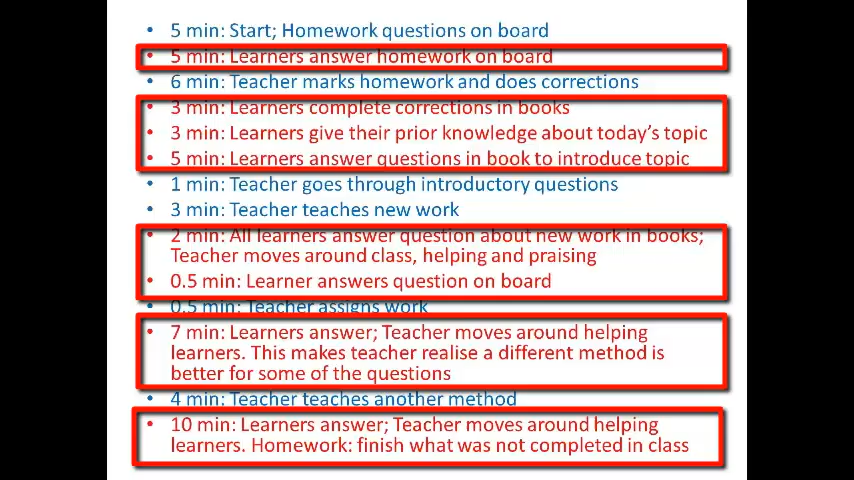 • 5 min: Start; Homework questions on board
• 5 min: Learners answer homework on board
• 6 min: Teacher marks homework and does corrections
• 3 min: Learners complete corrections in books
• 3 min: Learners give their prior knowledge about today's topic
• 5 min: Learners answer questions in book to introduce topic
• 1 min: Teacher goes through introductory questions
• 3 min: Teacher teaches new work
• 2 min: All learners answer question about new work in books;
Teacher moves around class, helping and praising
• 0.5 min: Learner answers question on board
• 0.5 min: Teacher assigns work
• 7 min: Learners answer; Teacher moves around helping
learners. This makes teacher realise a different method is
better for some of the questions
• 4 min: Teacher teaches another method
• 10 min: Learners answer; Teacher moves around helping
learners. Homework: finish what was not completed in class